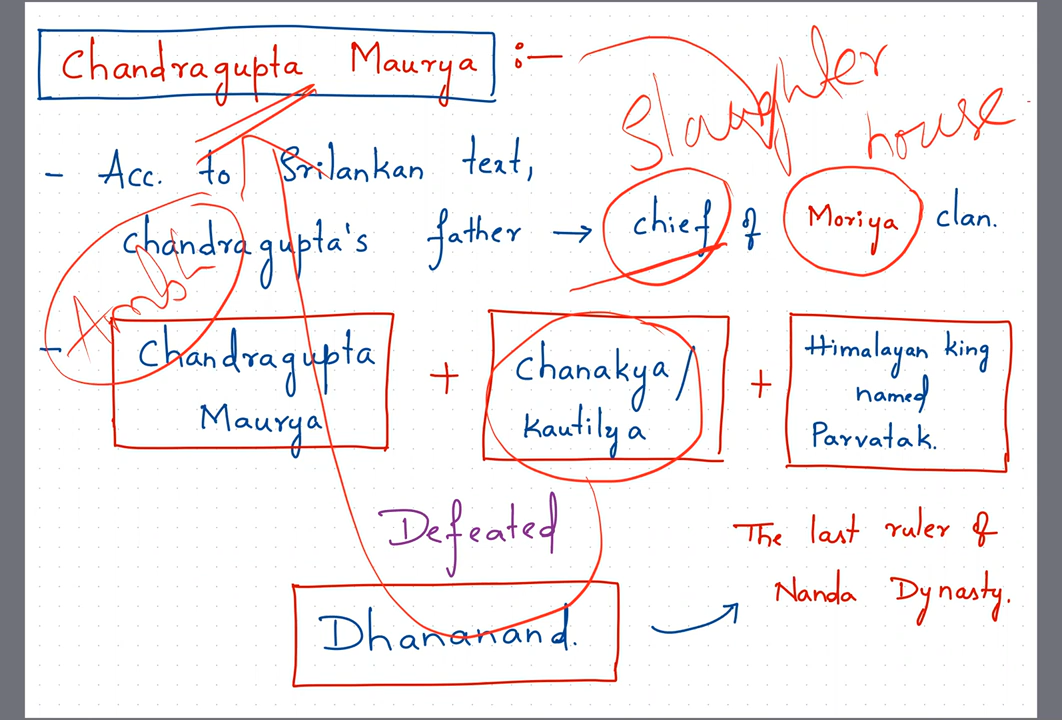 Chandragupta Maurya :-
Slaughter
house
- Acc. to Srilankan text,
Chandragupta's father → chief of Moriya clan.
- Chandragupta
Maurya
+
Chanakya/
Kautilya
+
Himalayan king
named
Parvatak.
Defeated
Dhananand.
The last ruler of
Nanda Dynasty.